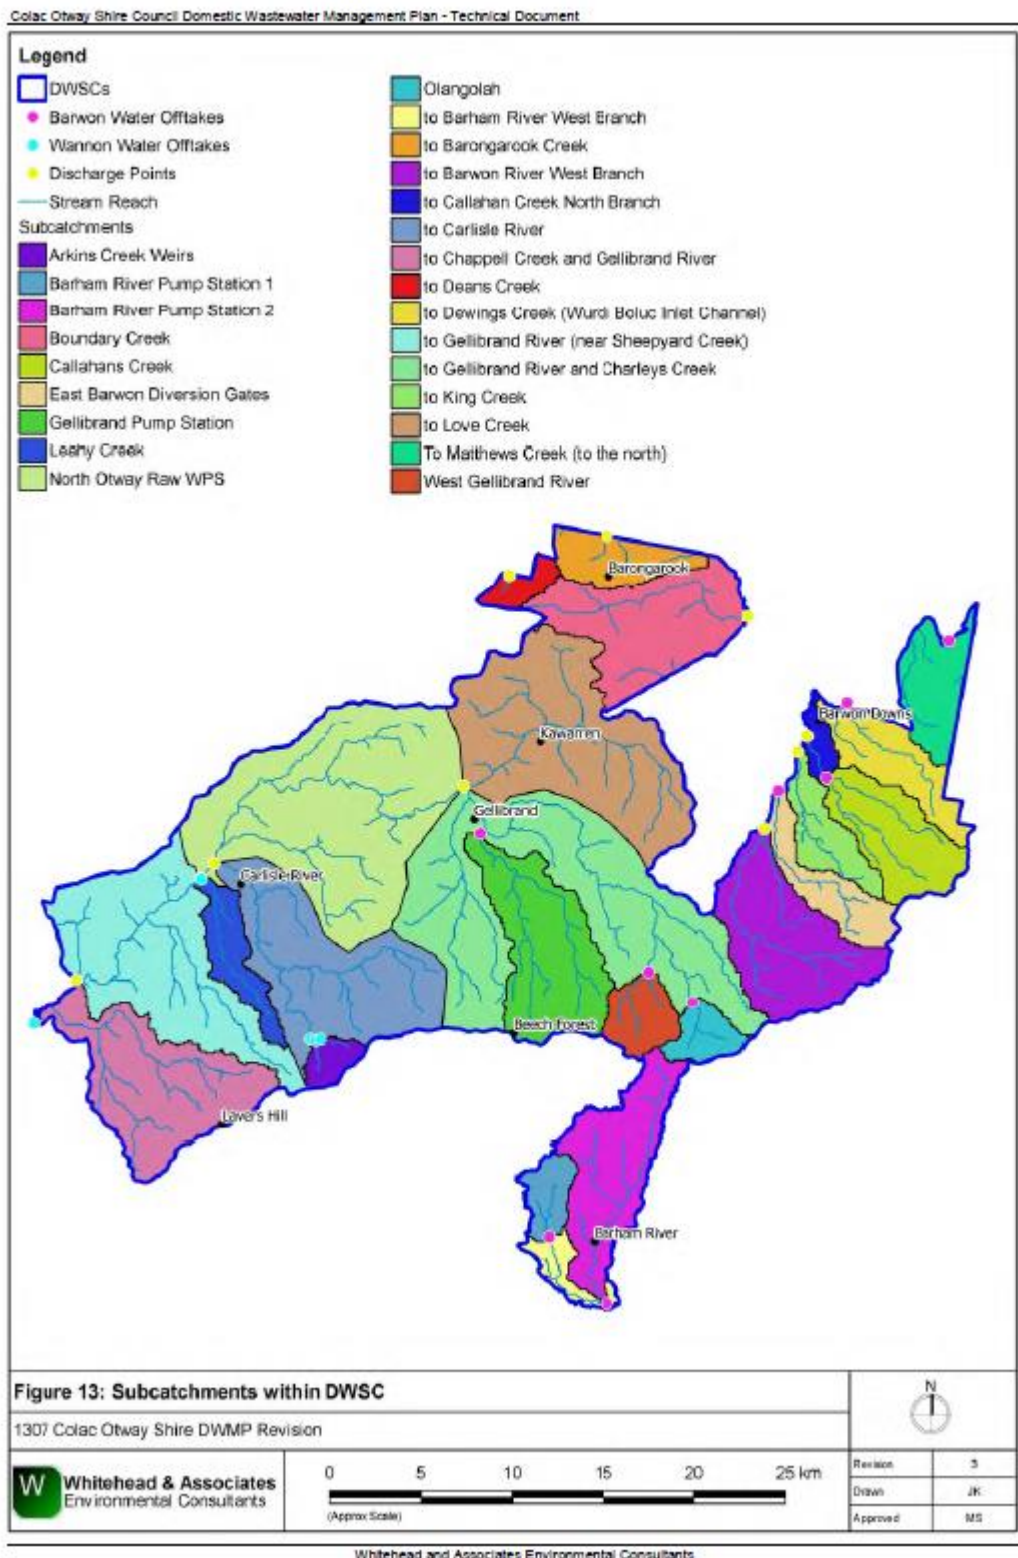 Colac Otway Shire Council Domestic Wastewater Management Plan - Technical Document
Legend
DWSCs
Barwon Water Offtakes
Wannon Water Offtakes
Discharge Points
Stream Reach
Subcatchments
Arkins Creek Weirs
Barham River Pump Station 1
Barham River Pump Station 2
Boundary Creek
Callahans Creek
East Barwon Diversion Gates
Gellibrand Pump Station
Leahy Creek
North Otway Raw WPS
Olangolah
to Barham River West Branch
to Barongarook Creek
to Barwon River West Branch
to Callahan Creek North Branch
to Carlisle River
to Chappell Creek and Gellibrand River
to Deans Creek
to Dewings Creek (Wurdi Boluc Inlet Channel)
to Gellibrand River (near Sheepyard Creek)
to Gellibrand River and Charleys Creek
to King Creek
to Love Creek
To Matthews Creek (to the north)
West Gellibrand River
Barongarook
Barwon Downs
Kawarren
Gellibrand
Carlisle River
Beech Forest
Lavers Hill
Barham River
Figure 13: Subcatchments within DWSC
1307 Colac Otway Shire DWMP Revision
N
W
Whitehead & Associates
Environmental Consultants
0 5 10 15 20 25 km
(Approx Scale)
Revision 3
Drawn JK
Approved MS
Whitehead and Associates Environmental Consultants